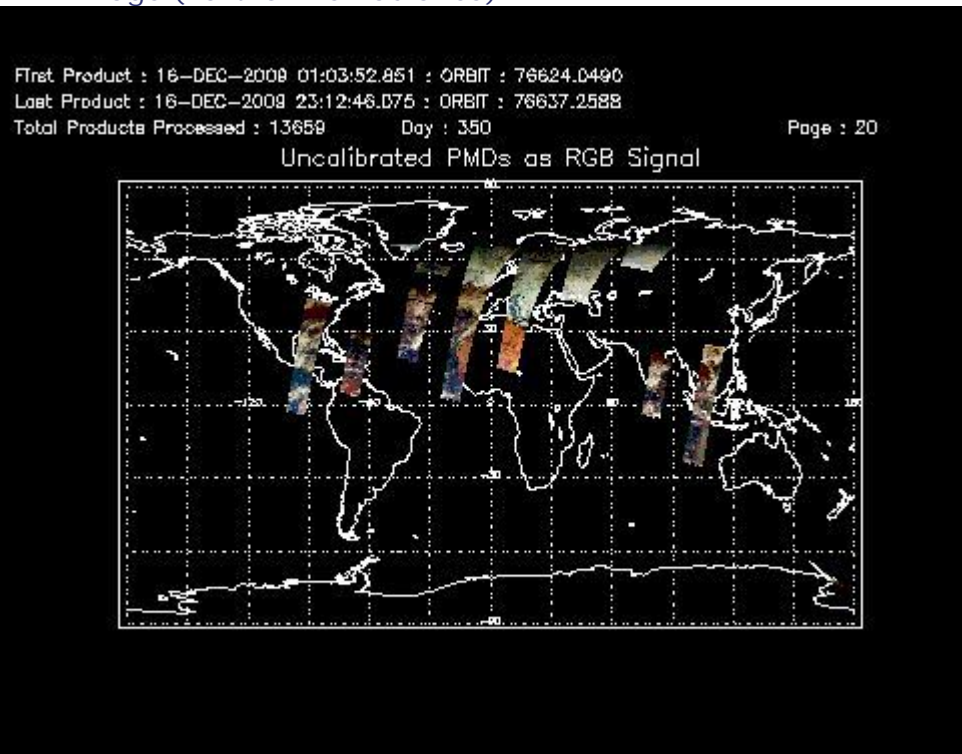 First Product : 16-DEC-2009 01:03:52.851 : ORBIT : 76624.0490
Last Product : 16-DEC-2009 23:12:46.075 : ORBIT : 76637.2588
Total Products Processed : 13659 Day : 350 Page : 20
Uncalibrated PMDs as RGB Signal
-120
-30
-90